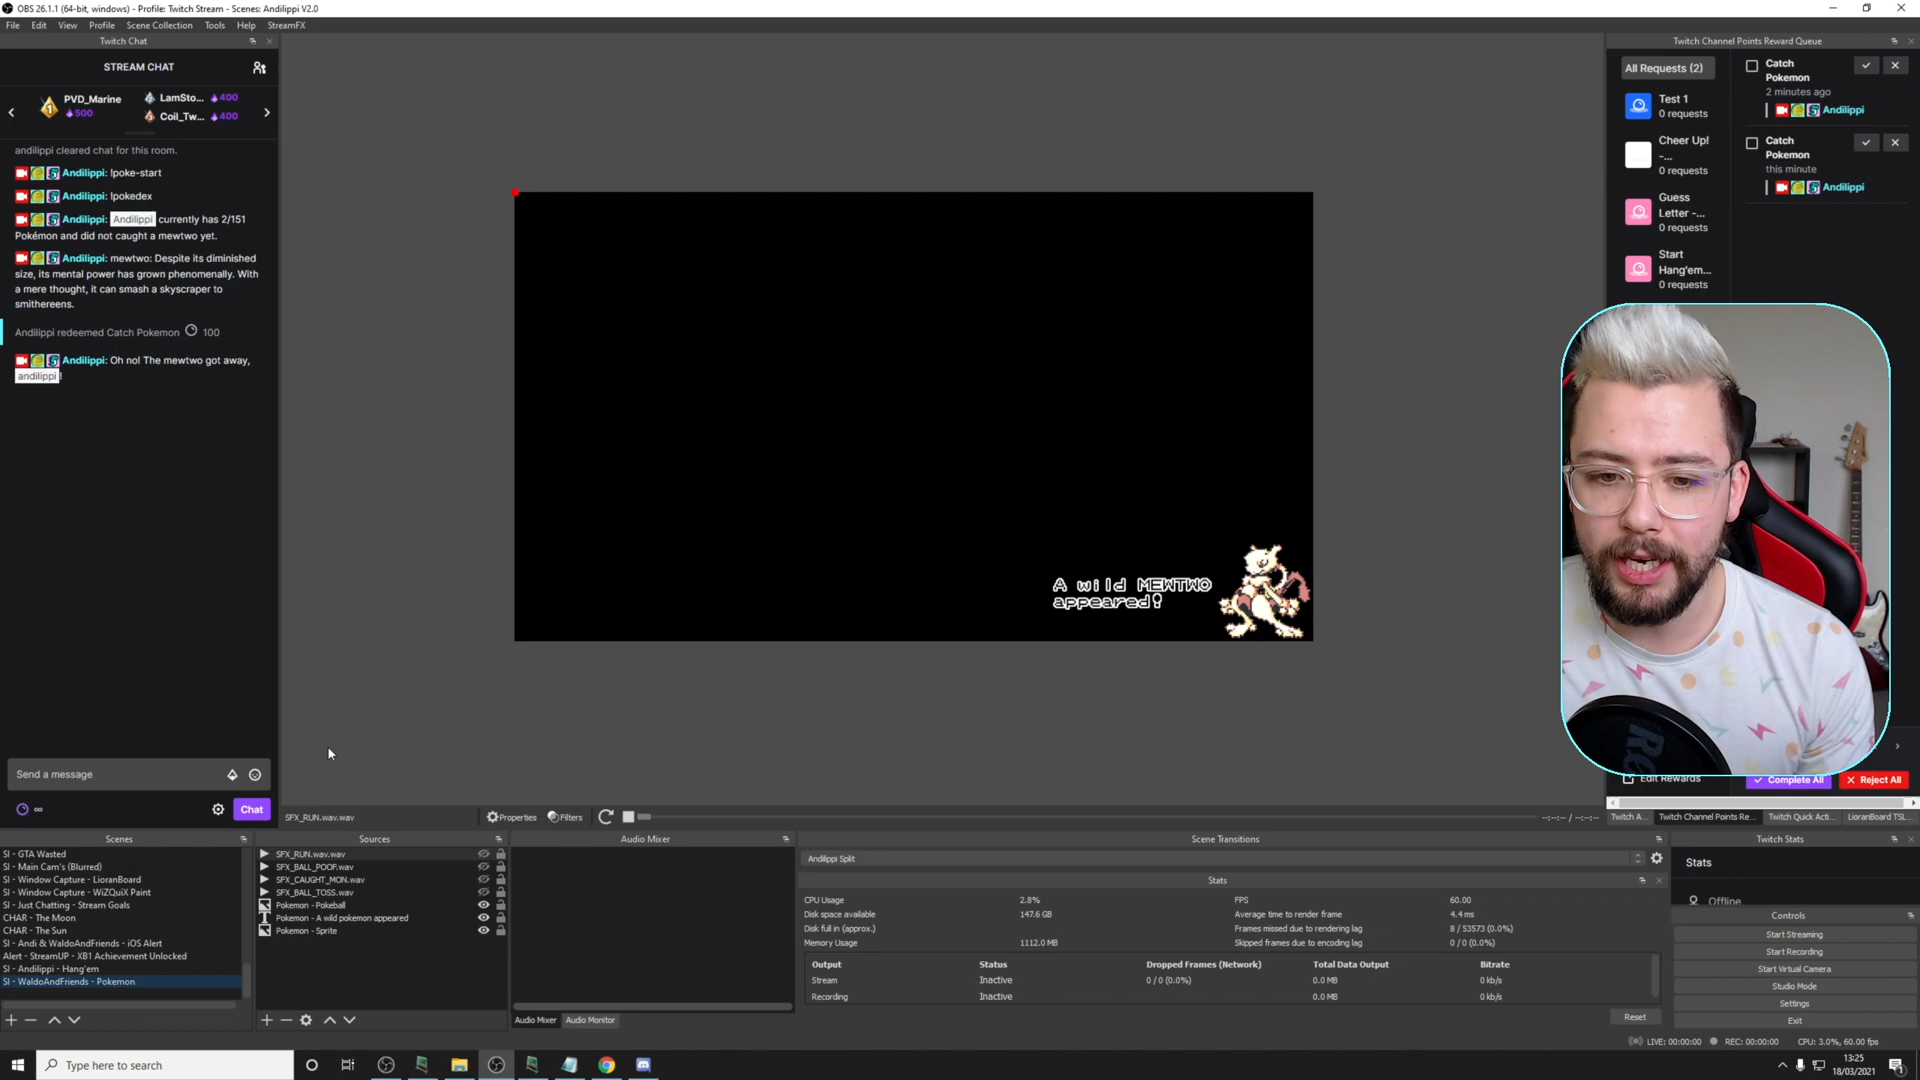 OBS 26.1.1 (64-bit, windows) - Profile: Twitch Stream - Scenes: Andilippi V2.0
File Edit View Profile Scene Collection Tools Help StreamFX
Twitch Chat
STREAM CHAT
PVD_Marine
500
LamSto... 400
Coil_Tw... 400
andilippi cleared chat for this room.
Andilippi: !poke-start
Andilippi: !pokedex
Andilippi: Andilippi currently has 2/151
Pokémon and did not caught a mewtwo yet.
Andilippi: mewtwo: Despite its diminished
size, its mental power has grown phenomenally. With
a mere thought, it can smash a skyscraper to
smithereens.
Andilippi redeemed Catch Pokemon 100
Andilippi: Oh no! The mewtwo got away,
andilippi!
Send a message
Chat
A wild MEWTWO
appeared!
Twitch Channel Points Reward Queue
All Requests (2)
Test 1
0 requests
Cheer Up!
-...
0 requests
Guess
Letter -...
0 requests
Start
Hang'em...
0 requests
Catch
Pokemon
2 minutes ago
Andilippi
Catch
Pokemon
this minute
Andilippi
Edit Rewards
Complete All
Reject All
Twitch A... Twitch Channel Points Re... Twitch Quick Acti... LioranBoard TSL...
SFX_RUN.wav.wav
Properties Filters
--:--:-- / --:--:--
Scenes
SI - GTA Wasted
SI - Main Cam's (Blurred)
SI - Window Capture - LioranBoard
SI - Window Capture - WiZQuiX Paint
SI - Just Chatting - Stream Goals
CHAR - The Moon
CHAR - The Sun
SI - Andi & WaldoAndFriends - iOS Alert
Alert - StreamUP - XB1 Achievement Unlocked
SI - Andilippi - Hang'em
SI - WaldoAndFriends - Pokemon
Sources
SFX_RUN.wav.wav
SFX_BALL_POOF.wav
SFX_CAUGHT_MON.wav
SFX_BALL_TOSS.wav
Pokemon - Pokeball
Pokemon - A wild pokemon appeared
Pokemon - Sprite
Audio Mixer
Audio Mixer Audio Monitor
Scene Transitions
Andilippi Split
Stats
CPU Usage 2.8% FPS 60.00
Disk space available 147.6 GB Average time to render frame 4.4 ms
Disk full in (approx.) Frames missed due to rendering lag 8 / 53573 (0.0%)
Memory Usage 1112.0 MB Skipped frames due to encoding lag 0 / 0 (0.0%)
Output Status Dropped Frames (Network) Total Data Output Bitrate
Stream Inactive 0 / 0 (0.0%) 0.0 MB 0 kb/s
Recording Inactive 0.0 MB 0 kb/s
Reset
Twitch Stats
Stats
Offline
Controls
Start Streaming
Start Recording
Start Virtual Camera
Studio Mode
Settings
Exit
LIVE: 00:00:00 REC: 00:00:00 CPU: 3.0%, 60.00 fps
Type here to search
13:25
18/03/2021